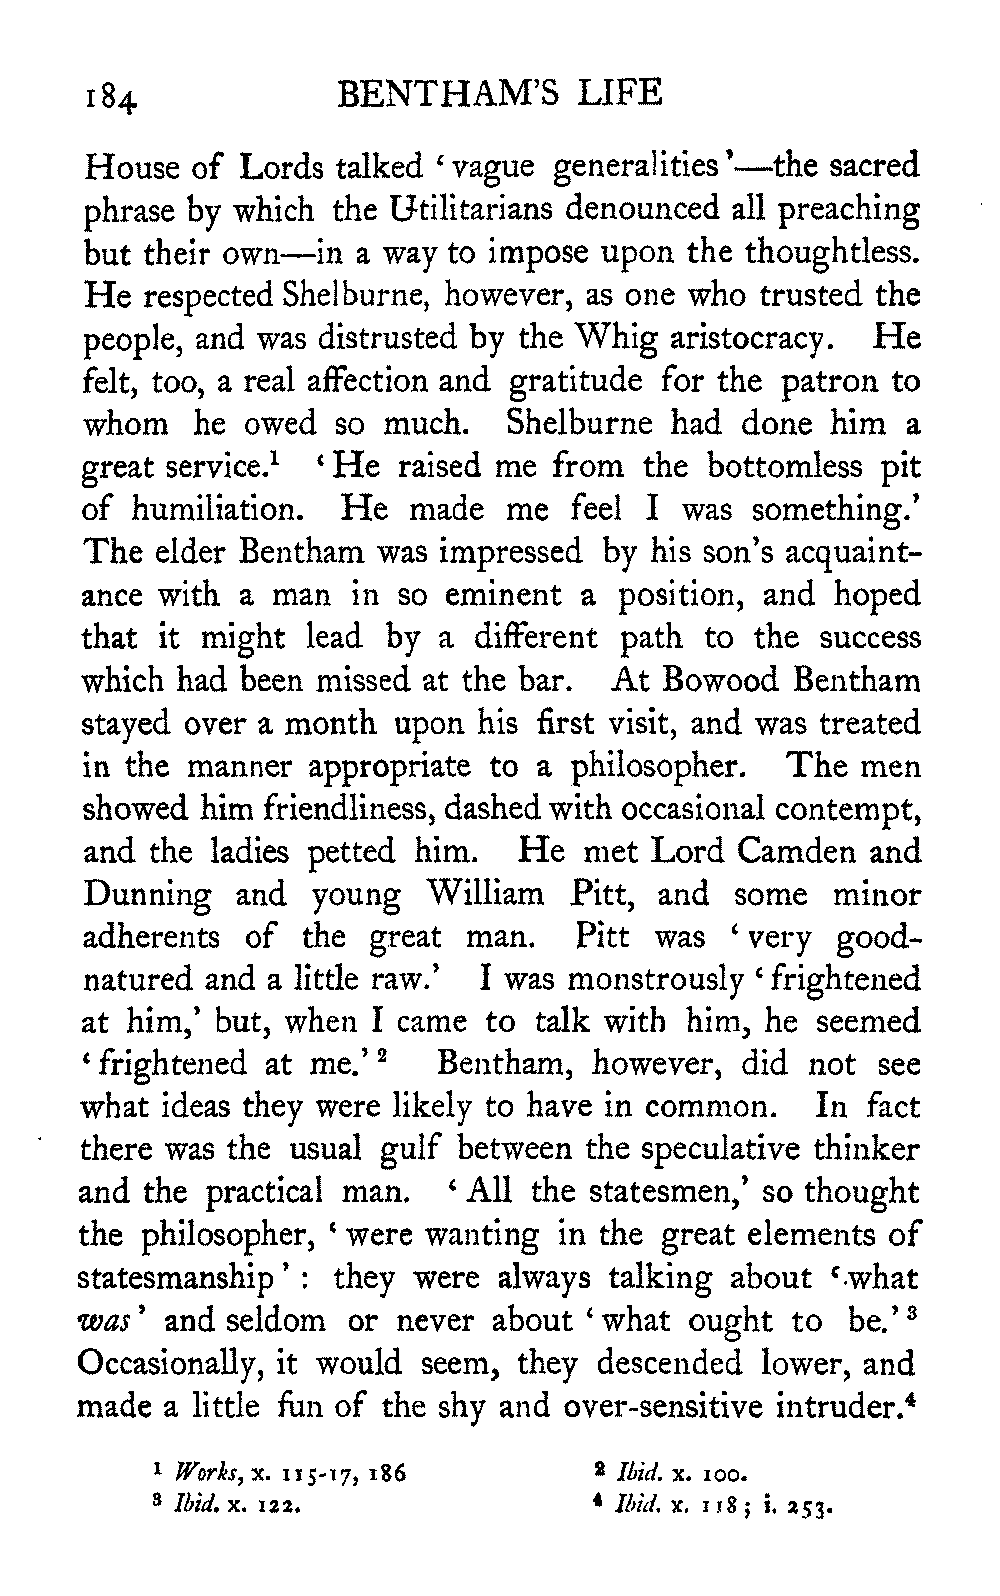 184 BENTHAM'S LIFE
House of Lords talked ‘vague generalities’—the sacred
phrase by which the Utilitarians denounced all preaching
but their own—in a way to impose upon the thoughtless.
He respected Shelburne, however, as one who trusted the
people, and was distrusted by the Whig aristocracy. He
felt, too, a real affection and gratitude for the patron to
whom he owed so much. Shelburne had done him a
great service.¹ ‘He raised me from the bottomless pit
of humiliation. He made me feel I was something.’
The elder Bentham was impressed by his son's acquaint-
ance with a man in so eminent a position, and hoped
that it might lead by a different path to the success
which had been missed at the bar. At Bowood Bentham
stayed over a month upon his first visit, and was treated
in the manner appropriate to a philosopher. The men
showed him friendliness, dashed with occasional contempt,
and the ladies petted him. He met Lord Camden and
Dunning and young William Pitt, and some minor
adherents of the great man. Pitt was ‘very good-
natured and a little raw.’ I was monstrously ‘frightened
at him,’ but, when I came to talk with him, he seemed
‘frightened at me.’² Bentham, however, did not see
what ideas they were likely to have in common. In fact
there was the usual gulf between the speculative thinker
and the practical man. ‘All the statesmen,’ so thought
the philosopher, ‘were wanting in the great elements of
statesmanship’: they were always talking about ‘what
was’ and seldom or never about ‘what ought to be.’³
Occasionally, it would seem, they descended lower, and
made a little fun of the shy and over-sensitive intruder.⁴
¹ Works, x. 115-17, 186 ² Ibid. x. 100.
³ Ibid. x. 122. ⁴ Ibid. x. 118; i. 253.